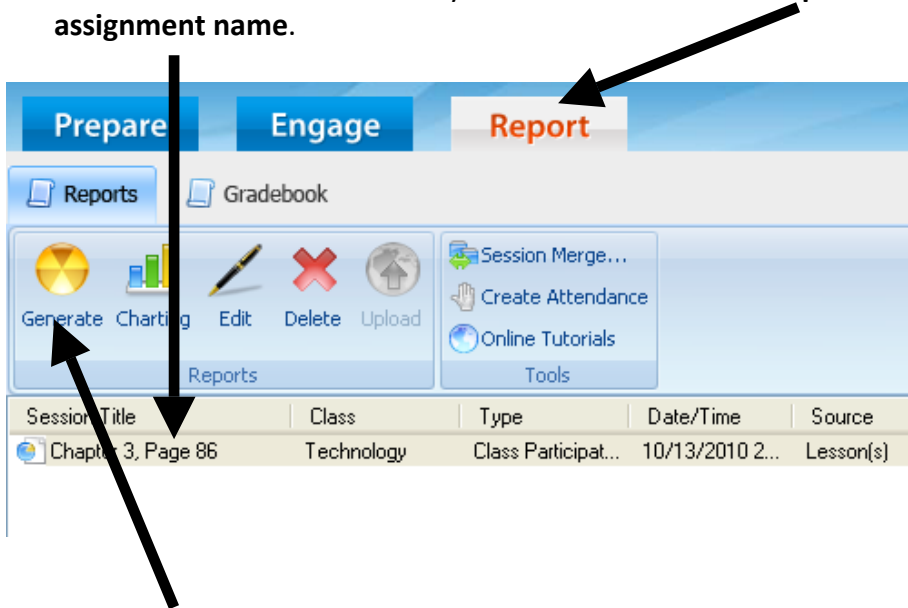 assignment name.
Prepare Engage Report
Reports Gradebook
Session Merge...
Create Attendance
Online Tutorials
Generate Charting Edit Delete Upload
Reports Tools
Session Title Class Type Date/Time Source
Chapter 3, Page 86 Technology Class Participat... 10/13/2010 2... Lesson(s)